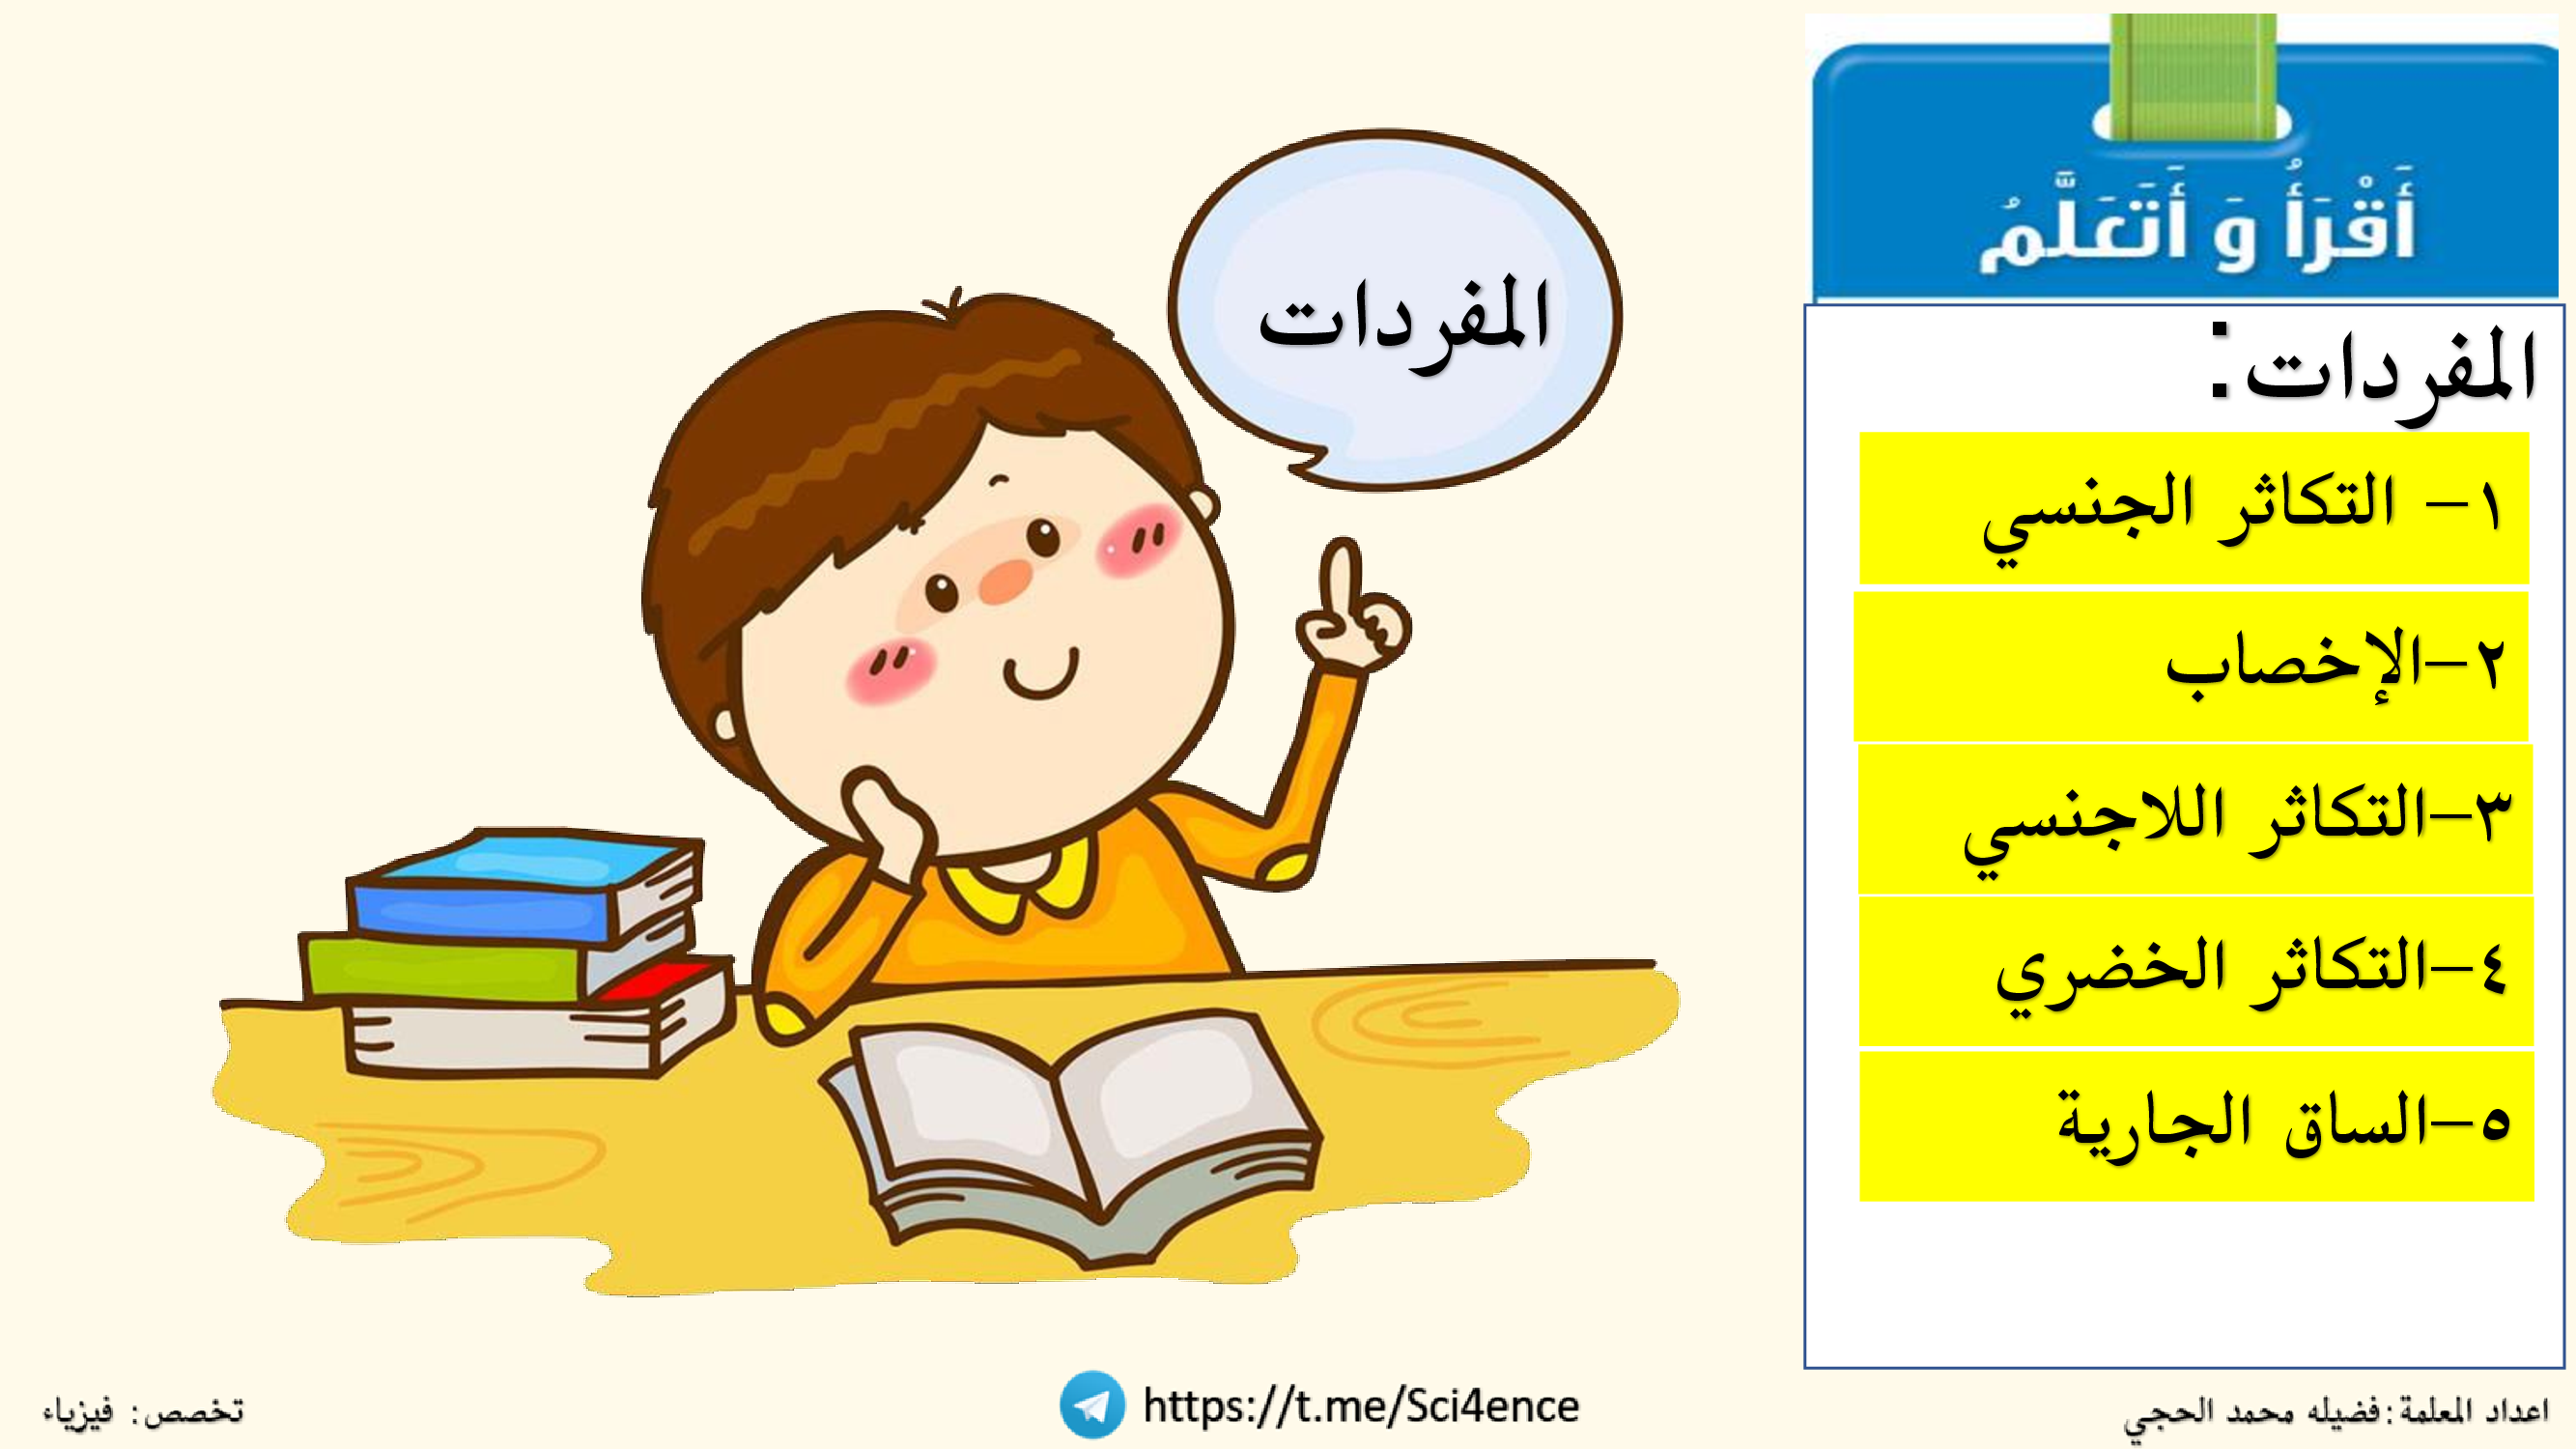 أَقْرَأُ وَ أَتَعَلَّمُ
المفردات
المفردات:
١- التكاثر الجنسي
٢-الإخصاب
٣-التكاثر اللاجنسي
٤-التكاثر الخضري
٥-الساق الجارية
اعداد المعلمة:فضيله محمد الحجي
https://t.me/Sci4ence
تخصص: فيزياء